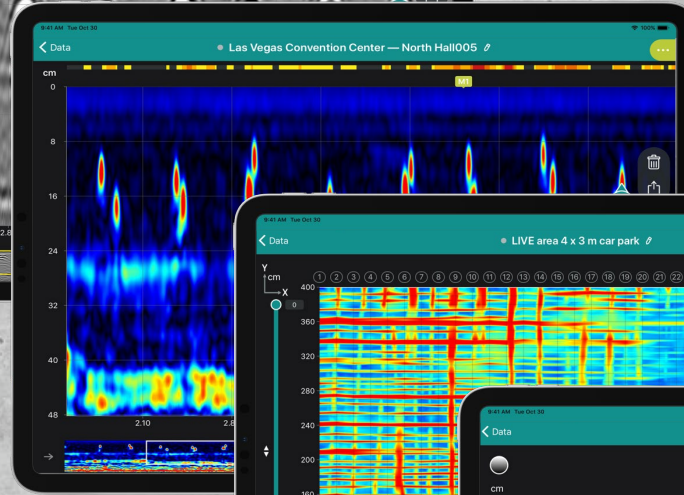 9:41 AM Tue Oct 30
100%
Data
Las Vegas Convention Center — North Hall005
cm
M1
0
8
16
24
32
40
48
2.10
2.8
2.8
9:41 AM Tue Oct 30
Data
LIVE area 4 x 3 m car park
Y
cm
X
0
1 2 3 4 5 6 7 8 9 10 11 12 13 14 15 16 17 18 19 20 21 22
400
360
320
280
240
200
160
9:41 AM Tue Oct 30
Data
cm